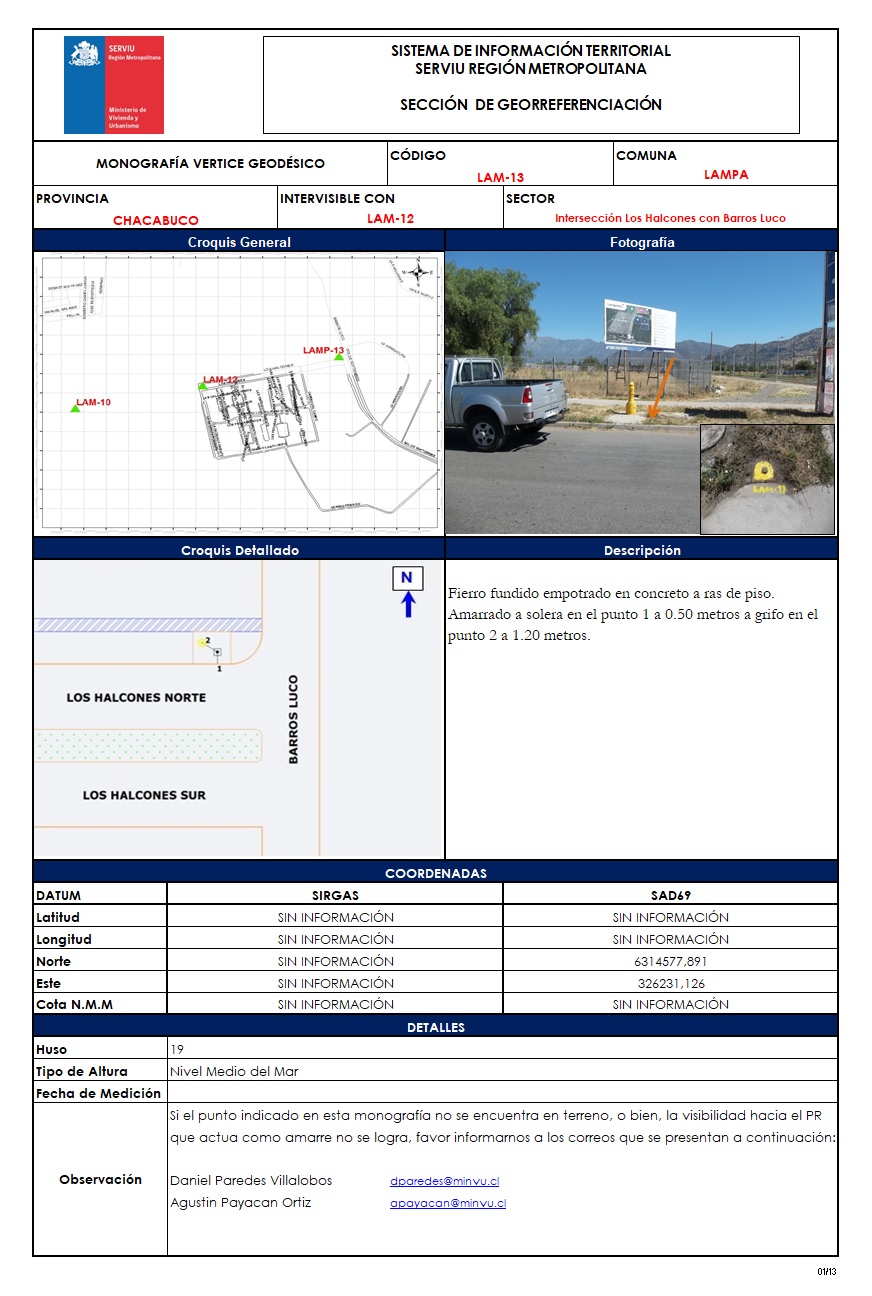 SERVIU
Región Metropolitana
Ministerio de
Vivienda y
Urbanismo
SISTEMA DE INFORMACIÓN TERRITORIAL
SERVIU REGIÓN METROPOLITANA
SECCIÓN DE GEORREFERENCIACIÓN
MONOGRAFÍA VERTICE GEODÉSICO
CÓDIGO
LAM-13
COMUNA
LAMPA
PROVINCIA
CHACABUCO
INTERVISIBLE CON
LAM-12
SECTOR
Intersección Los Halcones con Barros Luco
Croquis General
Fotografía
LAMP-13
LAM-12
LAM-10
LAM-13
Croquis Detallado
Descripción
N
2
1
LOS HALCONES NORTE
BARROS LUCO
LOS HALCONES SUR
Fierro fundido empotrado en concreto a ras de piso.
Amarrado a solera en el punto 1 a 0.50 metros a grifo en el
punto 2 a 1.20 metros.
COORDENADAS
DATUM SIRGAS SAD69
Latitud SIN INFORMACIÓN SIN INFORMACIÓN
Longitud SIN INFORMACIÓN SIN INFORMACIÓN
Norte SIN INFORMACIÓN 6314577,891
Este SIN INFORMACIÓN 326231,126
Cota N.M.M SIN INFORMACIÓN SIN INFORMACIÓN
DETALLES
Huso 19
Tipo de Altura Nivel Medio del Mar
Fecha de Medición
Observación
Si el punto indicado en esta monografía no se encuentra en terreno, o bien, la visibilidad hacia el PR
que actua como amarre no se logra, favor informarnos a los correos que se presentan a continuación:
Daniel Paredes Villalobos dparedes@minvu.cl
Agustin Payacan Ortiz apayacan@minvu.cl
01/13